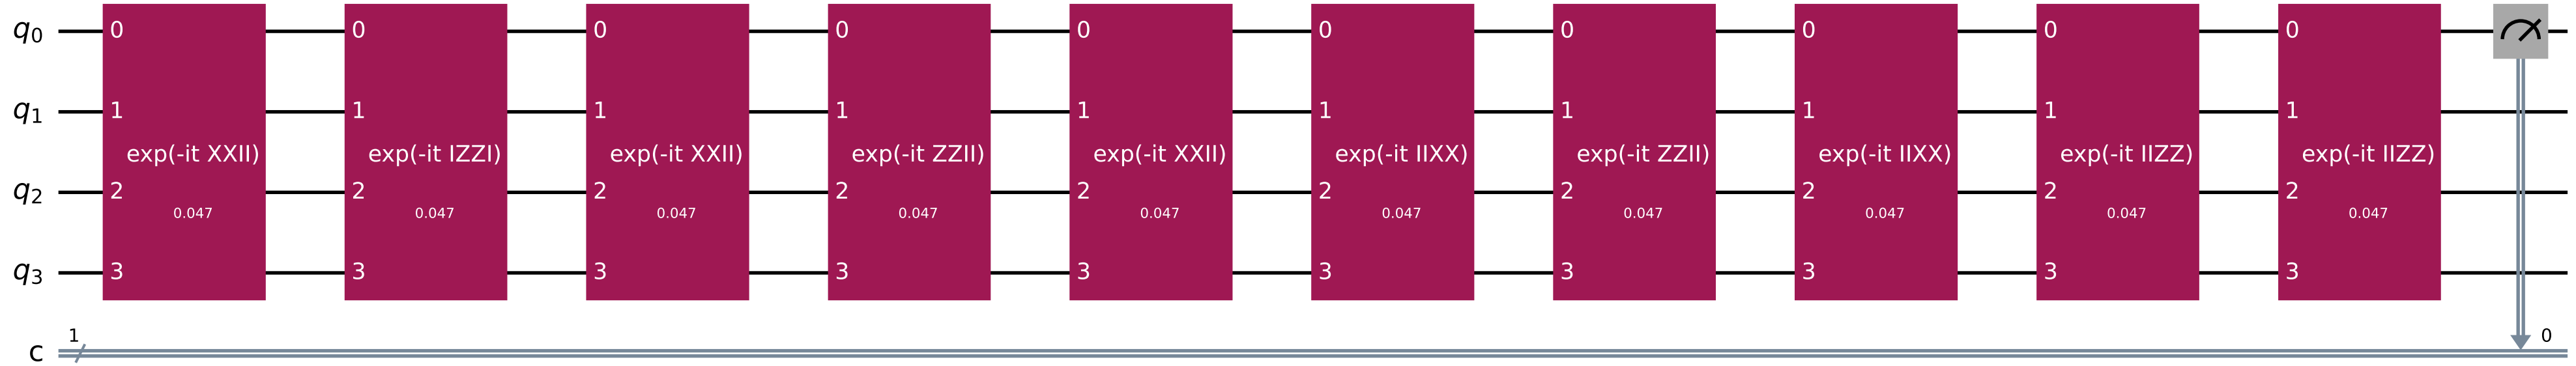 q0 0 0 0 0 0 0 0 0 0 0
q1 1 1 1 1 1 1 1 1 1 1
exp(-it XXII) exp(-it IZZI) exp(-it XXII) exp(-it ZZII) exp(-it XXII) exp(-it IIXX) exp(-it ZZII) exp(-it IIXX) exp(-it IIZZ) exp(-it IIZZ)
q2 2 2 2 2 2 2 2 2 2 2
0.047 0.047 0.047 0.047 0.047 0.047 0.047 0.047 0.047 0.047
q3 3 3 3 3 3 3 3 3 3 3
1 0
c